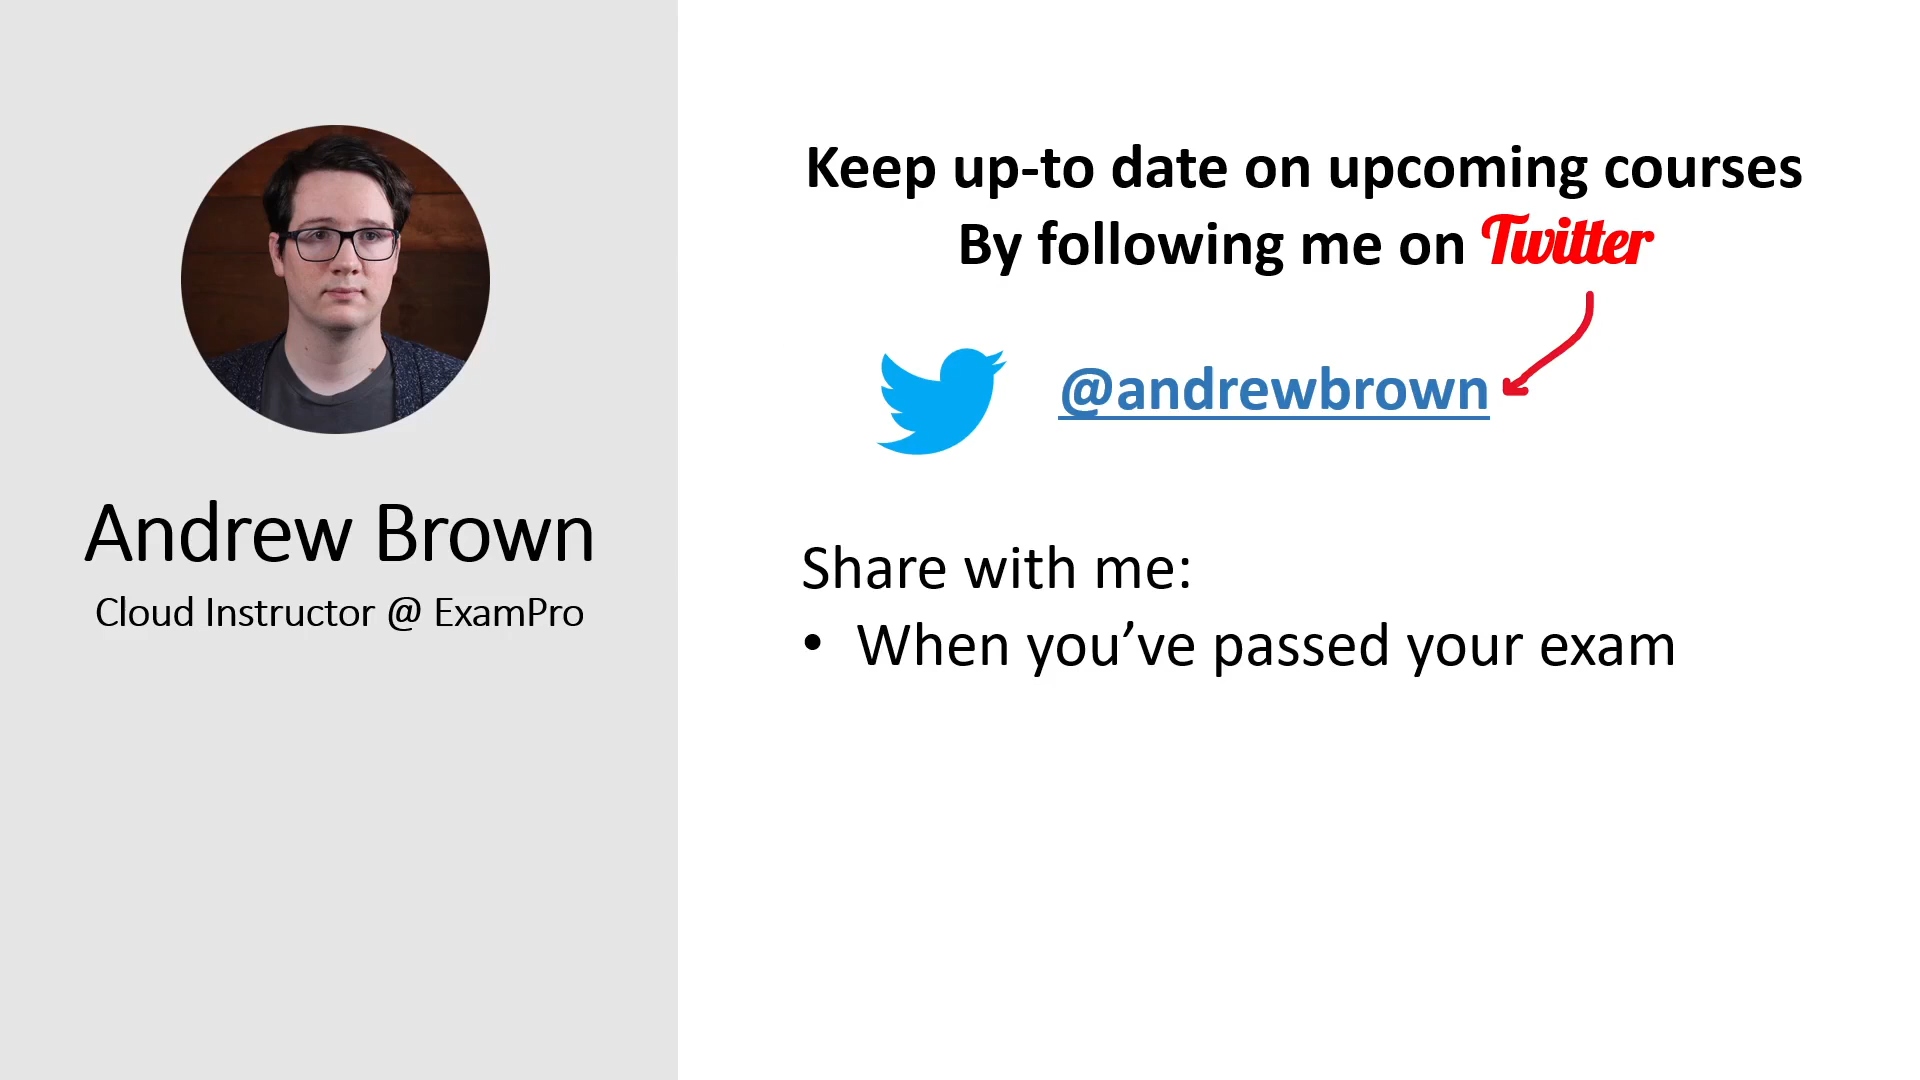 Andrew Brown
Cloud Instructor @ ExamPro
Keep up-to date on upcoming courses
By following me on Twitter
@andrewbrown
Share with me:
• When you’ve passed your exam